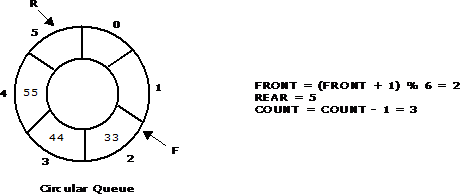 R
5
0
4
55
1
FRONT = (FRONT + 1) % 6 = 2
REAR = 5
COUNT = COUNT - 1 = 3
44
33
F
3
2
Circular Queue